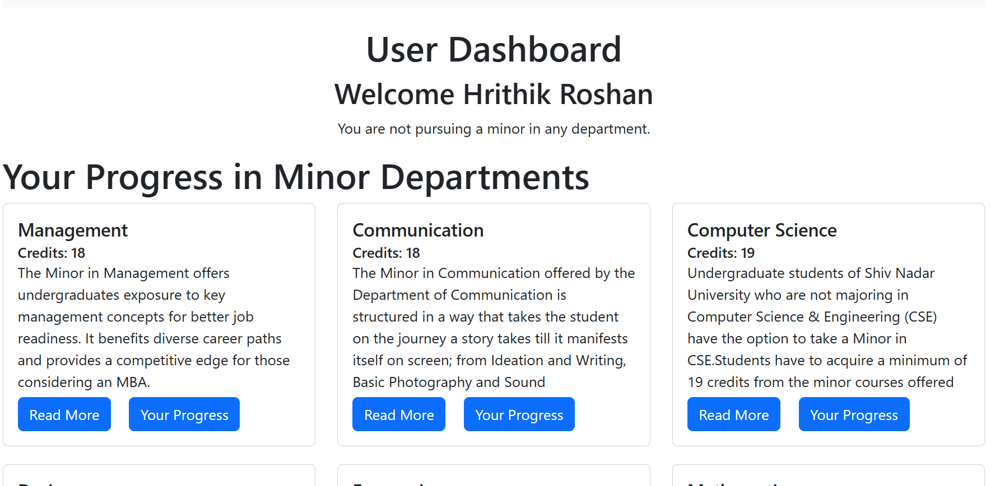 User Dashboard
Welcome Hrithik Roshan
You are not pursuing a minor in any department.
Your Progress in Minor Departments
Management
Credits: 18
The Minor in Management offers
undergraduates exposure to key
management concepts for better job
readiness. It benefits diverse career paths
and provides a competitive edge for those
considering an MBA.
Read More
Your Progress
Communication
Credits: 18
The Minor in Communication offered by the
Department of Communication is
structured in a way that takes the student
on the journey a story takes till it manifests
itself on screen; from Ideation and Writing,
Basic Photography and Sound
Read More
Your Progress
Computer Science
Credits: 19
Undergraduate students of Shiv Nadar
University who are not majoring in
Computer Science & Engineering (CSE)
have the option to take a Minor in
CSE.Students have to acquire a minimum of
19 credits from the minor courses offered
Read More
Your Progress